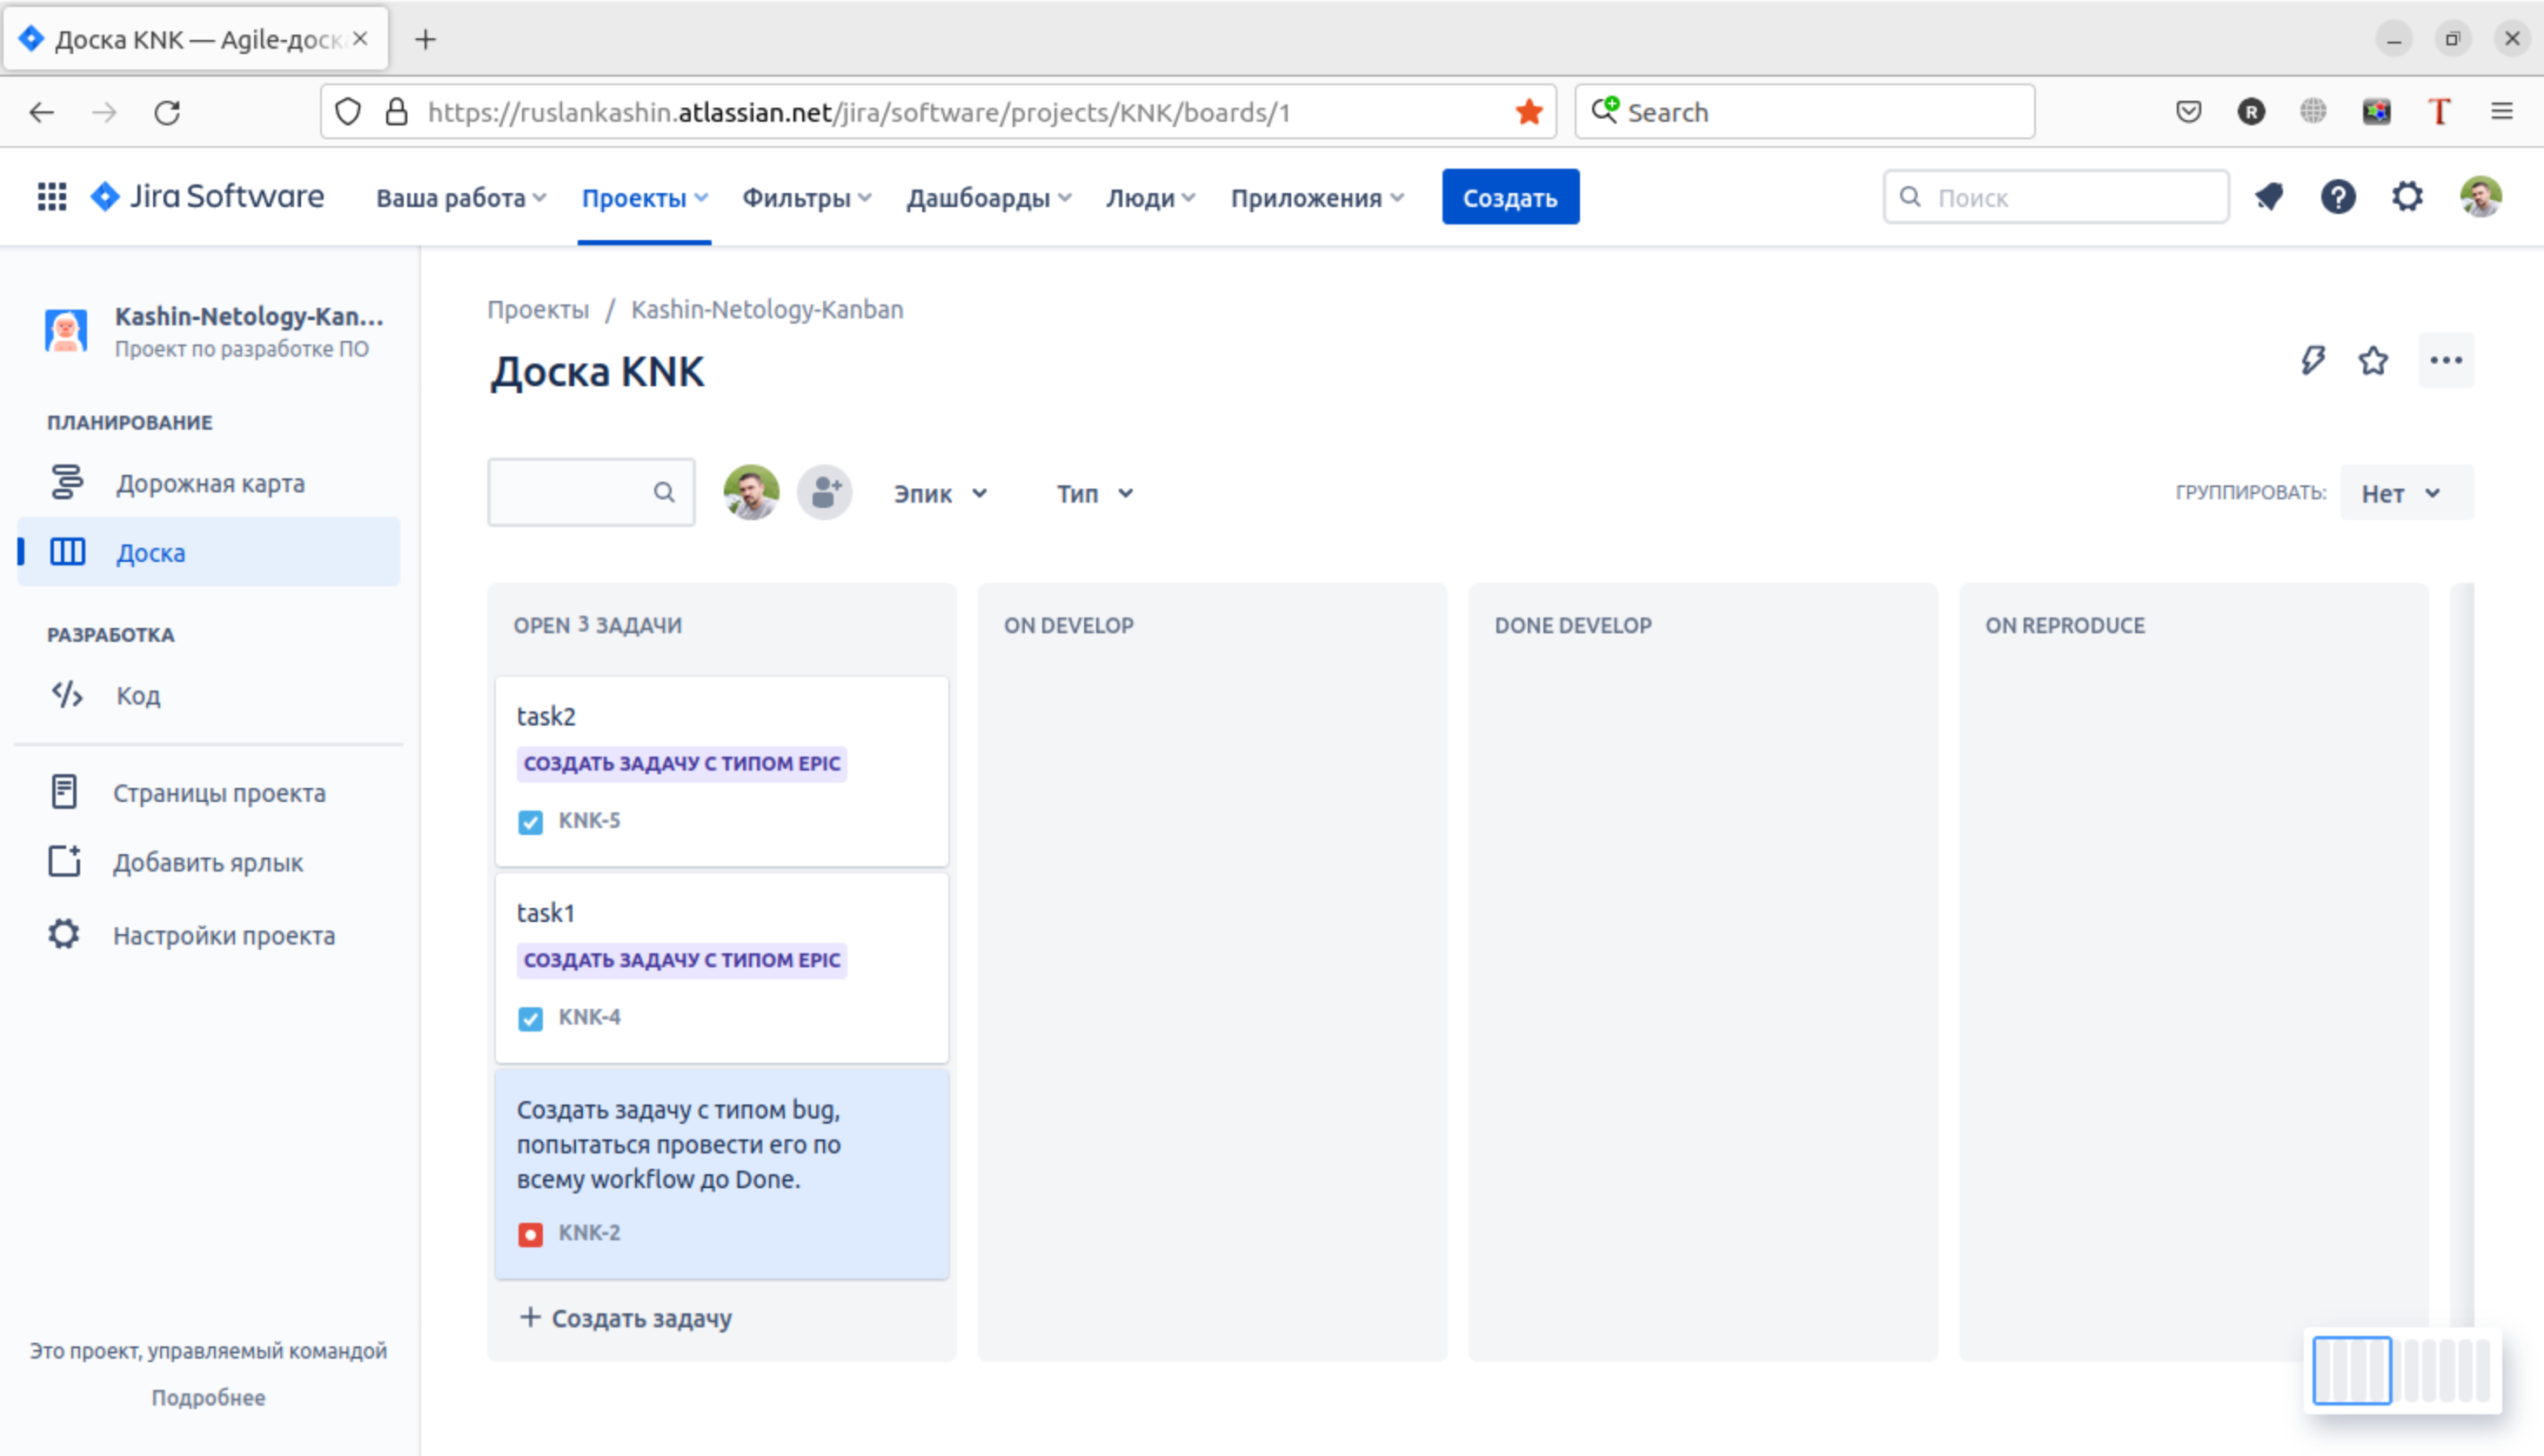 Доска KNK — Agile-доск
https://ruslankashin.atlassian.net/jira/software/projects/KNK/boards/1
Search
R
T
Jira Software
Ваша работа
Проекты
Фильтры
Дашбоарды
Люди
Приложения
Создать
Поиск
Kashin-Netology-Kan...
Проект по разработке ПО
ПЛАНИРОВАНИЕ
Дорожная карта
Доска
РАЗРАБОТКА
Код
Страницы проекта
Добавить ярлык
Настройки проекта
Это проект, управляемый командой
Подробнее
Проекты / Kashin-Netology-Kanban
Доска KNK
Эпик
Тип
ГРУППИРОВАТЬ: Нет
OPEN 3 ЗАДАЧИ
task2
СОЗДАТЬ ЗАДАЧУ С ТИПОМ EPIC
KNK-5
task1
СОЗДАТЬ ЗАДАЧУ С ТИПОМ EPIC
KNK-4
Создать задачу с типом bug,
попытаться провести его по
всему workflow до Done.
KNK-2
+ Создать задачу
ON DEVELOP
DONE DEVELOP
ON REPRODUCE